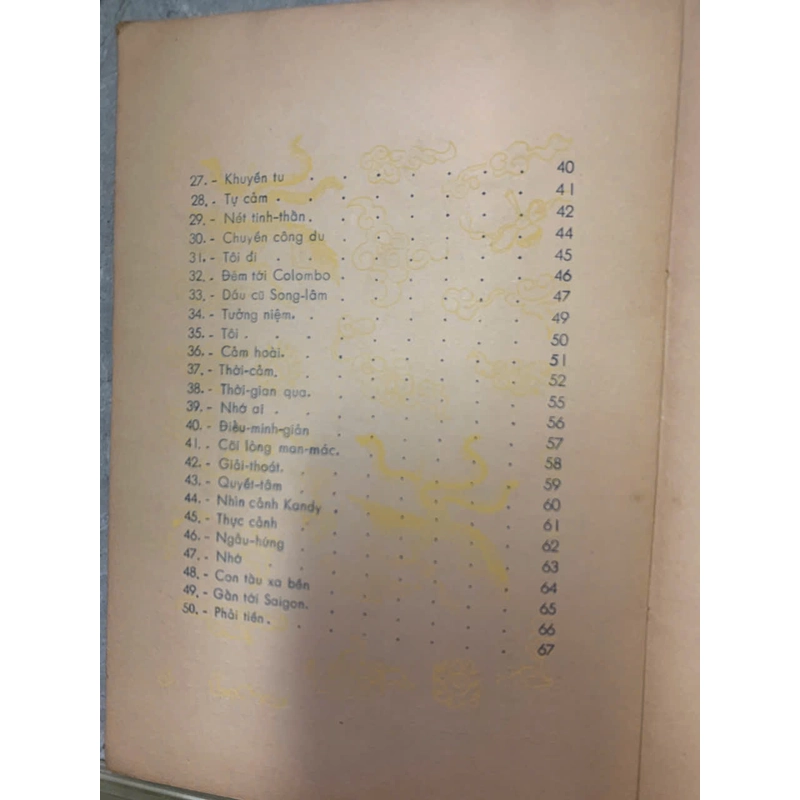 27. - Khuyến tu . . . . . . . 40
28. - Tự cảm . . . . . . . . 41
29. - Nét tinh-thần . . . . . . . 42
30. - Chuyến công du . . . . . . 44
31. - Tôi đi . . . . . . . . 45
32. - Đêm tới Colombo . . . . . . 46
33. - Dấu cũ Song-lâm . . . . . . 47
34. - Tưởng niệm . . . . . . . 49
35. - Tôi . . . . . . . . . 50
36. - Cảm hoài . . . . . . . 51
37. - Thời-cảm . . . . . . . 52
38. - Thời-gian qua . . . . . . 55
39. - Nhớ ai . . . . . . . . 56
40. - Điều-minh-giản . . . . . . 57
41. - Cõi lòng man-mác . . . . . 58
42. - Giải-thoát . . . . . . . 59
43. - Quyết-tâm . . . . . . . 60
44. - Nhìn cảnh Kandy . . . . . . 61
45. - Thực cảnh . . . . . . . 62
46. - Ngẫu-hứng . . . . . . . 63
47. - Nhớ . . . . . . . . 64
48. - Con tàu xa bến . . . . . . 65
49. - Gần tới Saigon . . . . . . 66
50. - Phải tiến . . . . . . . 67